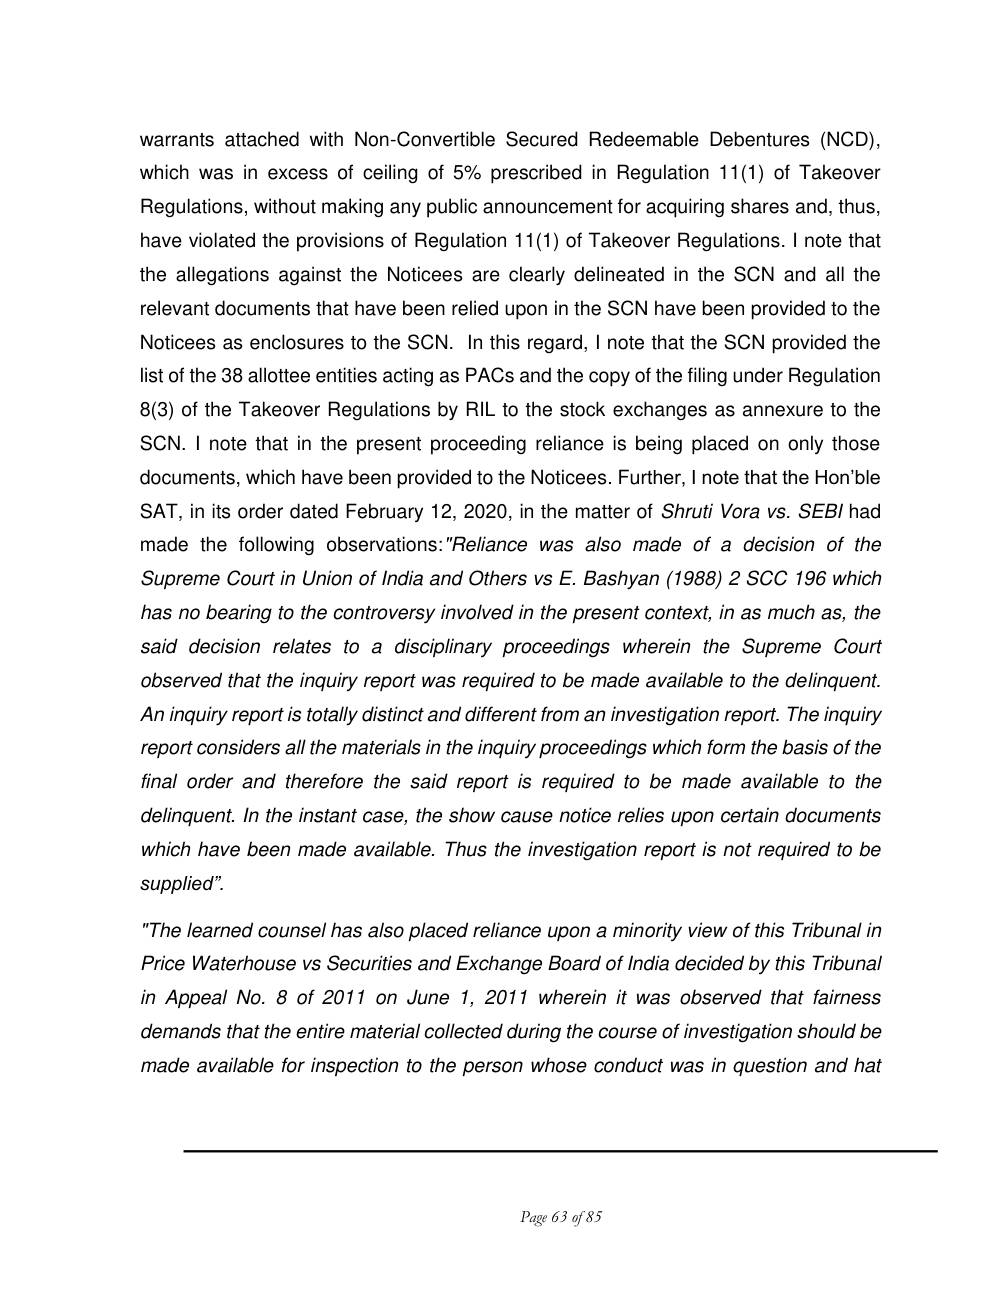 warrants attached with Non-Convertible Secured Redeemable Debentures (NCD),
which was in excess of ceiling of 5% prescribed in Regulation 11(1) of Takeover
Regulations, without making any public announcement for acquiring shares and, thus,
have violated the provisions of Regulation 11(1) of Takeover Regulations. I note that
the allegations against the Noticees are clearly delineated in the SCN and all the
relevant documents that have been relied upon in the SCN have been provided to the
Noticees as enclosures to the SCN.  In this regard, I note that the SCN provided the
list of the 38 allottee entities acting as PACs and the copy of the filing under Regulation
8(3) of the Takeover Regulations by RIL to the stock exchanges as annexure to the
SCN. I note that in the present proceeding reliance is being placed on only those
documents, which have been provided to the Noticees. Further, I note that the Hon’ble
SAT, in its order dated February 12, 2020, in the matter of Shruti Vora vs. SEBI had
made the following observations:"Reliance was also made of a decision of the
Supreme Court in Union of India and Others vs E. Bashyan (1988) 2 SCC 196 which
has no bearing to the controversy involved in the present context, in as much as, the
said decision relates to a disciplinary proceedings wherein the Supreme Court
observed that the inquiry report was required to be made available to the delinquent.
An inquiry report is totally distinct and different from an investigation report. The inquiry
report considers all the materials in the inquiry proceedings which form the basis of the
final order and therefore the said report is required to be made available to the
delinquent. In the instant case, the show cause notice relies upon certain documents
which have been made available. Thus the investigation report is not required to be
supplied”.
"The learned counsel has also placed reliance upon a minority view of this Tribunal in
Price Waterhouse vs Securities and Exchange Board of India decided by this Tribunal
in Appeal No. 8 of 2011 on June 1, 2011 wherein it was observed that fairness
demands that the entire material collected during the course of investigation should be
made available for inspection to the person whose conduct was in question and hat
Page 63 of 85